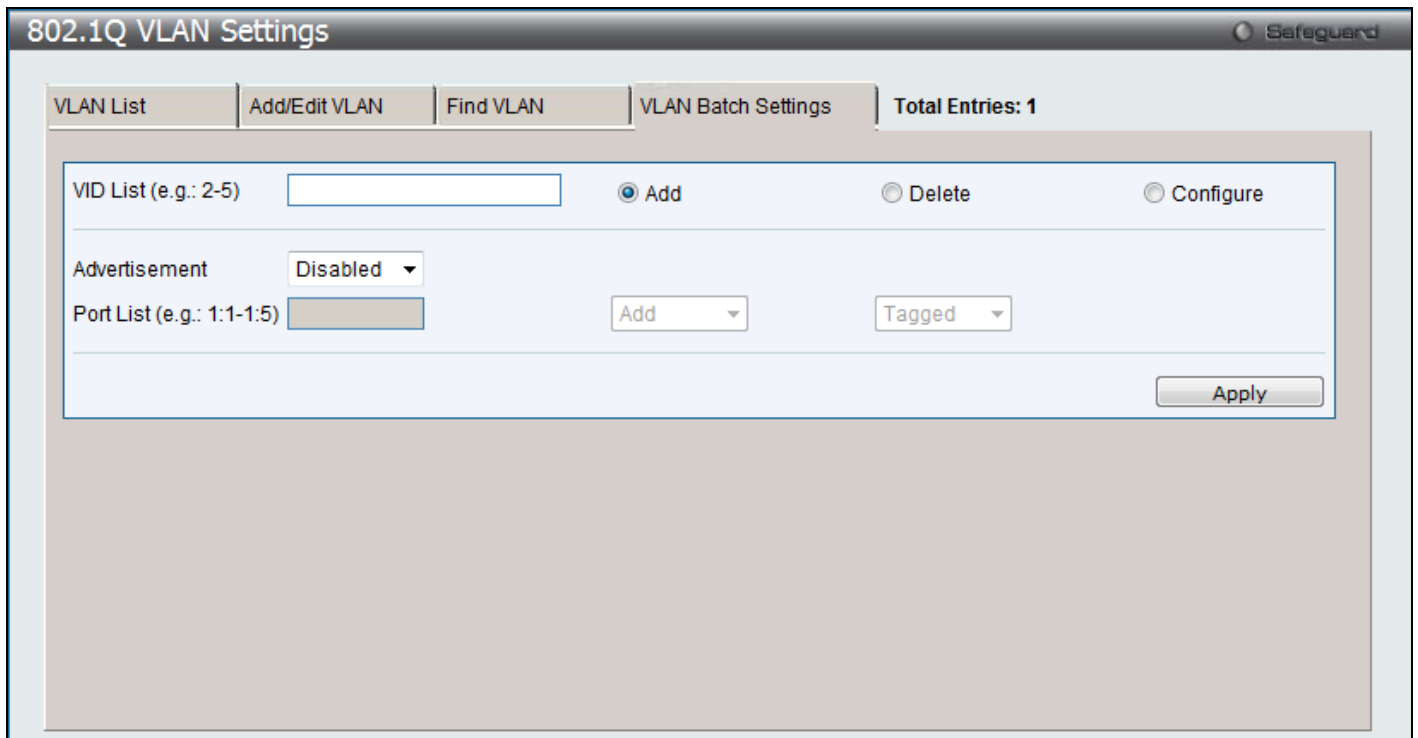 802.1Q VLAN Settings
Safeguard
VLAN List
Add/Edit VLAN
Find VLAN
VLAN Batch Settings
Total Entries: 1
VID List (e.g.: 2-5)
Add
Delete
Configure
Advertisement
Disabled
Port List (e.g.: 1:1-1:5)
Add
Tagged
Apply